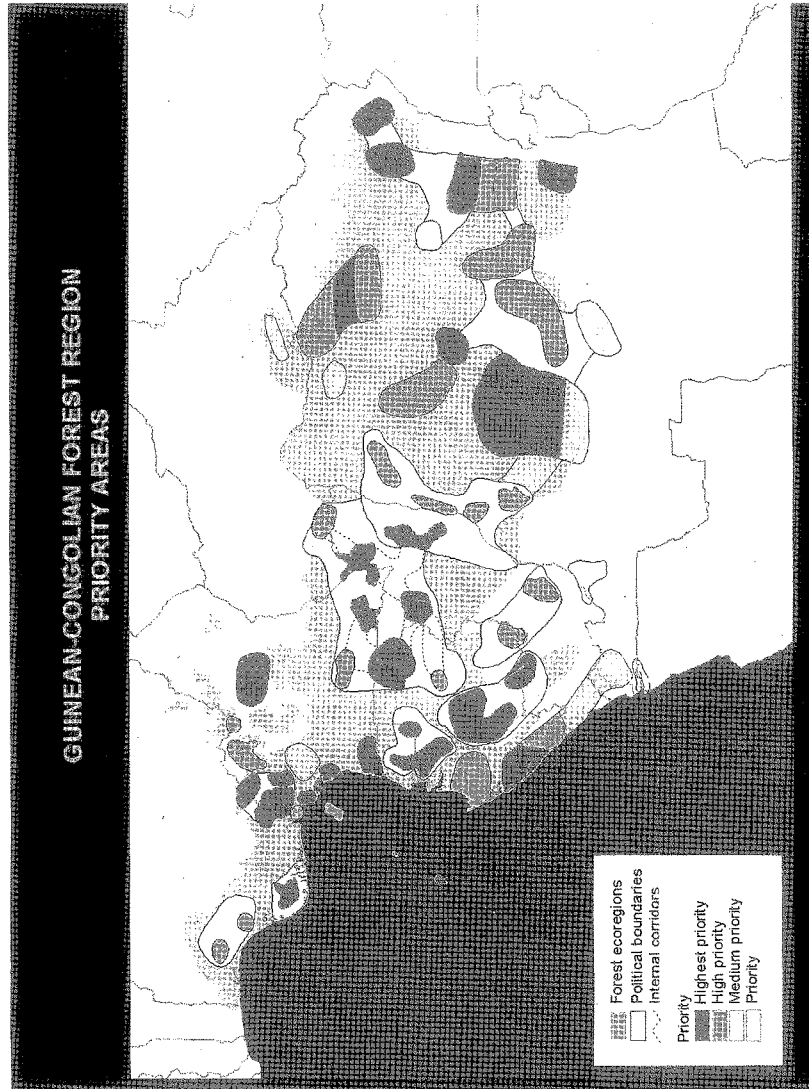 GUINEAN-CONGOLIAN FOREST REGION
PRIORITY AREAS
Forest ecoregions
Political boundaries
Internal corridors
Priority
Highest priority
High priority
Medium priority
Priority